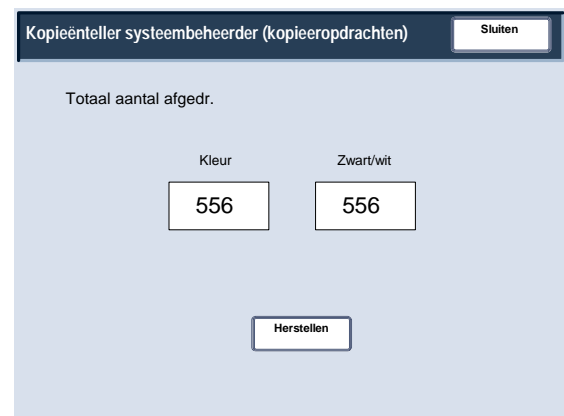 Kopieënteller systeembeheerder (kopieeropdrachten)
Sluiten
Totaal aantal afgedr.
Kleur Zwart/wit
556 556
Herstellen